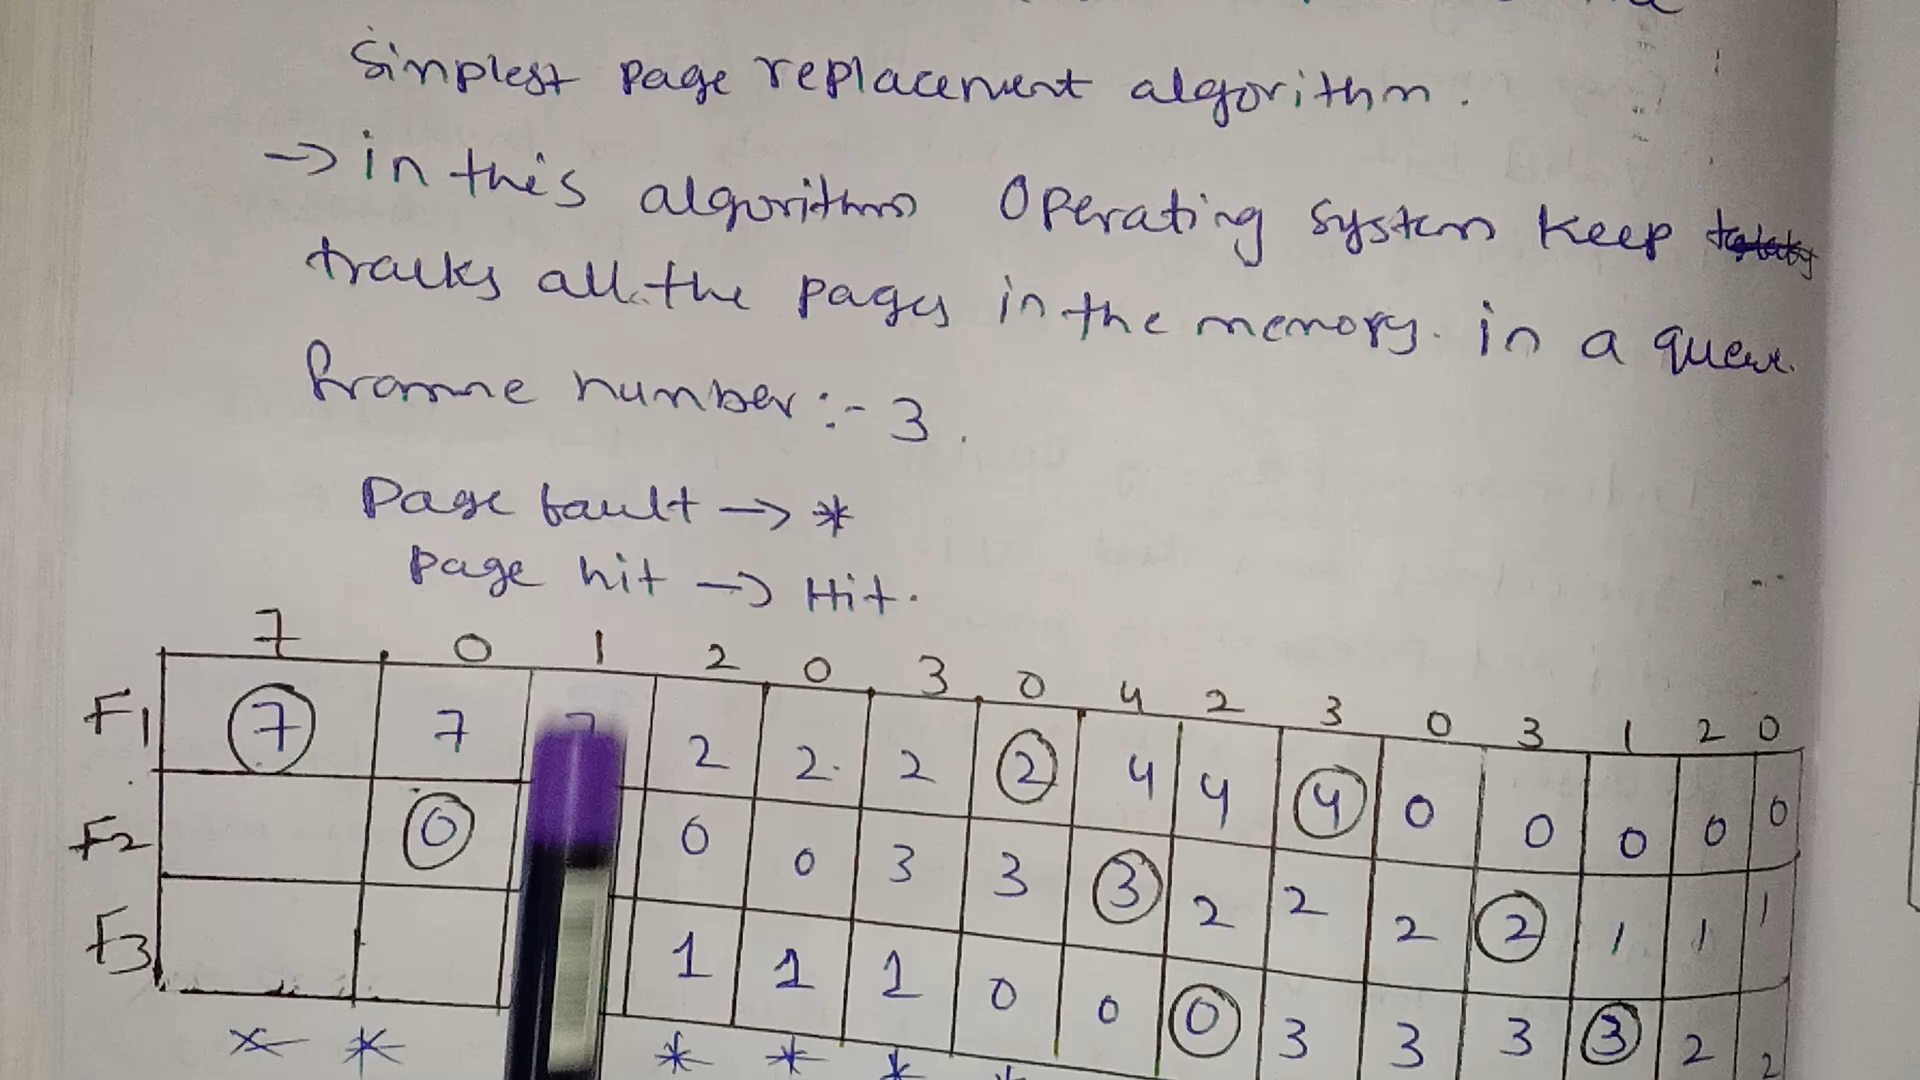 Simplest page replacement algorithm.
→ in this algorithm Operating System Keep
tracks all the pages in the memory. in a queue.
frame number :- 3.
Page fault → *
Page hit → Hit.
7 0 1 2 0 3 0 4 2 3 0 3 1 2 0
F1 7 7 7 2 2 2 2 4 4 4 0 0 0 0 0
F2 0 0 0 3 3 3 2 2 2 2 1 1 1
F3 1 1 1 0 0 0 3 3 3 3 2 2
* * * * * *